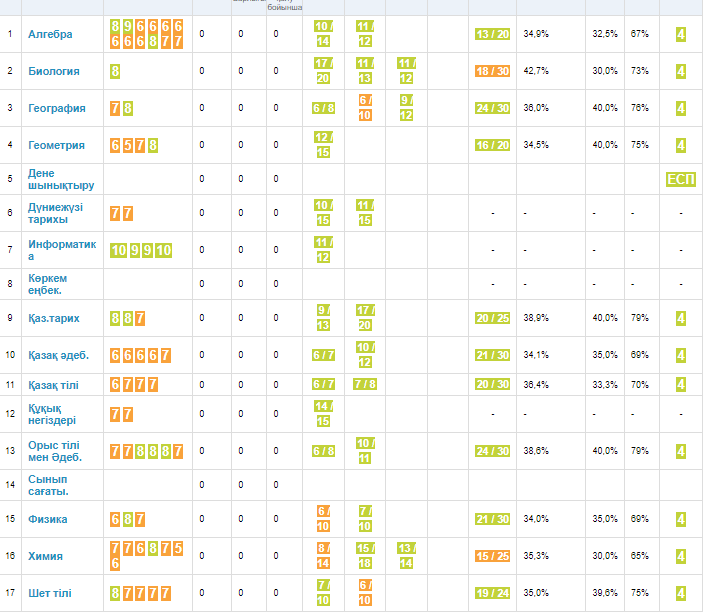 бойынша
1 Алгебра 8 9 6 6 6 6 6 6 6 8 7 7 0 0 0 10 / 14 11 / 12 13 / 20 34,9% 32,5% 67% 4
2 Биология 8 0 0 0 17 / 20 11 / 13 11 / 12 18 / 30 42,7% 30,0% 73% 4
3 География 7 8 0 0 0 6 / 8 6 / 10 9 / 12 24 / 30 36,0% 40,0% 76% 4
4 Геометрия 6 5 7 8 0 0 0 12 / 15 16 / 20 34,5% 40,0% 75% 4
5 Дене шынықтыру 0 0 0 ЕСП
6 Дүниежүзі тарихы 7 7 0 0 0 10 / 15 11 / 15 - - - - -
7 Информатика 10 9 9 10 0 0 0 11 / 12 - - - - -
8 Көркем еңбек. 0 0 0 - - - - -
9 Қаз.тарих 8 8 7 0 0 0 9 / 13 17 / 20 20 / 25 38,9% 40,0% 79% 4
10 Қазақ әдеб. 6 6 6 6 7 0 0 0 6 / 7 10 / 12 21 / 30 34,1% 35,0% 69% 4
11 Қазақ тілі 6 7 7 7 0 0 0 6 / 7 7 / 8 20 / 30 36,4% 33,3% 70% 4
12 Құқық негіздері 7 7 0 0 0 14 / 15 - - - - -
13 Орыс тілі мен Әдеб. 7 7 8 8 8 7 0 0 0 6 / 8 10 / 11 24 / 30 38,6% 40,0% 79% 4
14 Сынып сағаты. 0 0 0
15 Физика 6 8 7 0 0 0 6 / 10 7 / 10 21 / 30 34,0% 35,0% 69% 4
16 Химия 7 7 6 8 7 5 6 0 0 0 8 / 14 15 / 18 13 / 14 15 / 25 35,3% 30,0% 65% 4
17 Шет тілі 8 7 7 7 7 0 0 0 7 / 10 6 / 10 19 / 24 35,0% 39,6% 75% 4